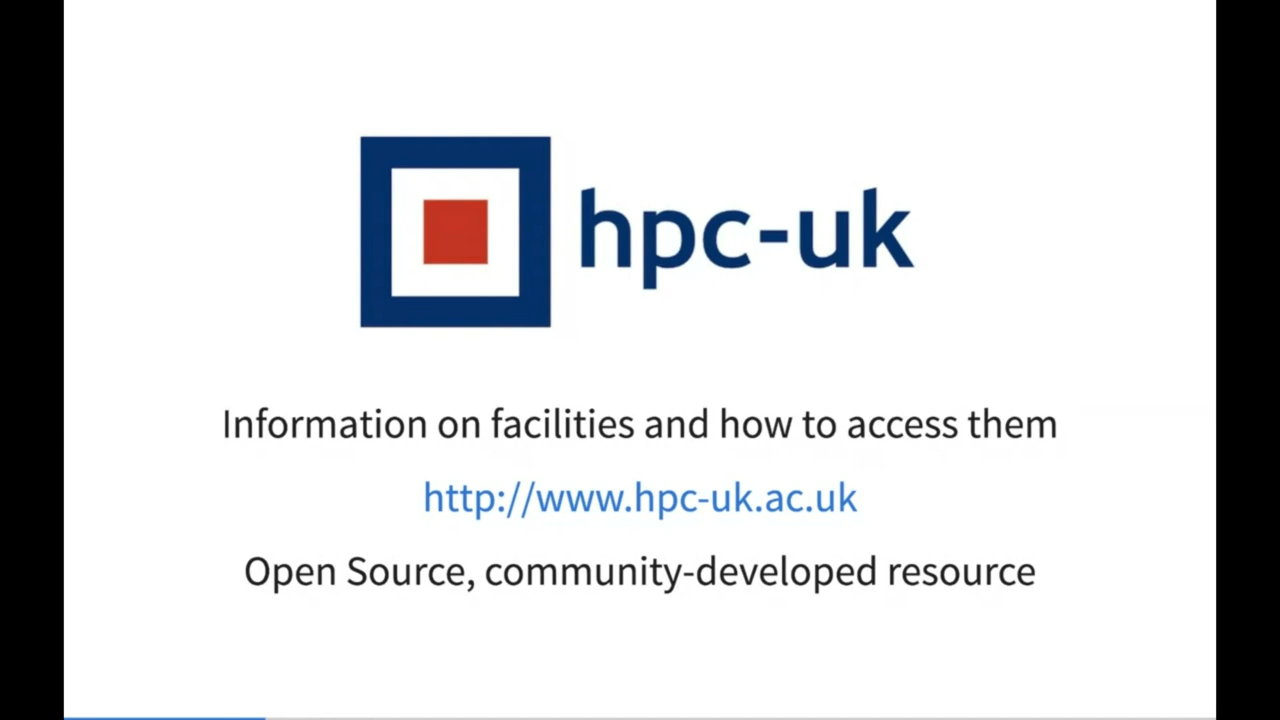 hpc-uk
Information on facilities and how to access them
http://www.hpc-uk.ac.uk
Open Source, community-developed resource